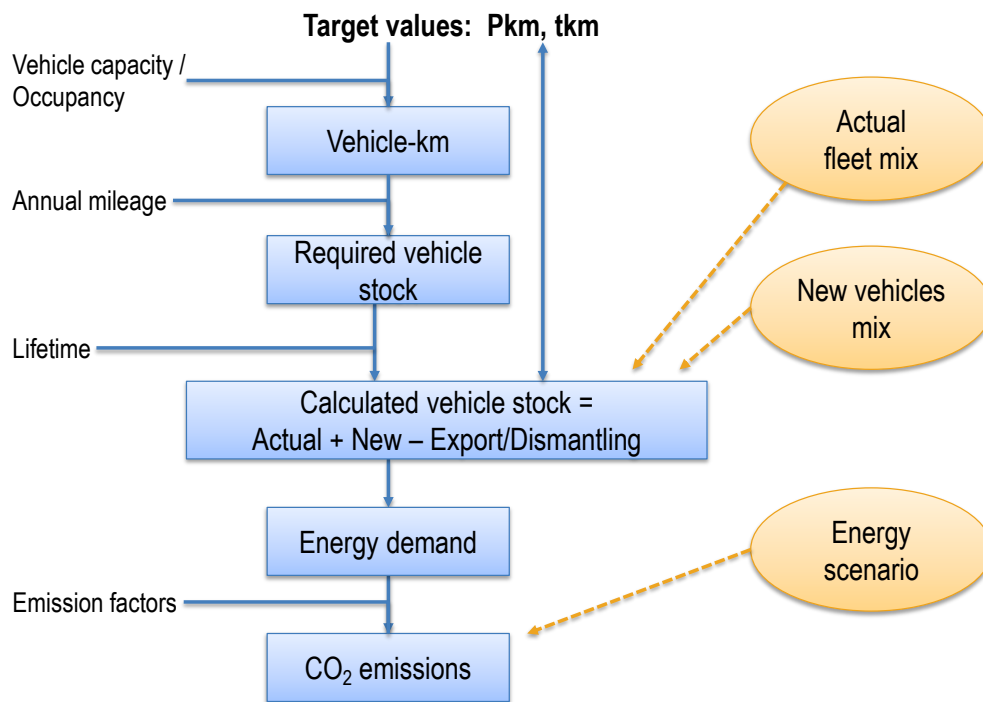 Target values:  Pkm, tkm
Vehicle capacity /
Occupancy
Vehicle-km
Actual
fleet mix
Annual mileage
Required vehicle
stock
New vehicles
mix
Lifetime
Calculated vehicle stock =
Actual + New – Export/Dismantling
Energy demand
Energy
scenario
Emission factors
CO₂ emissions